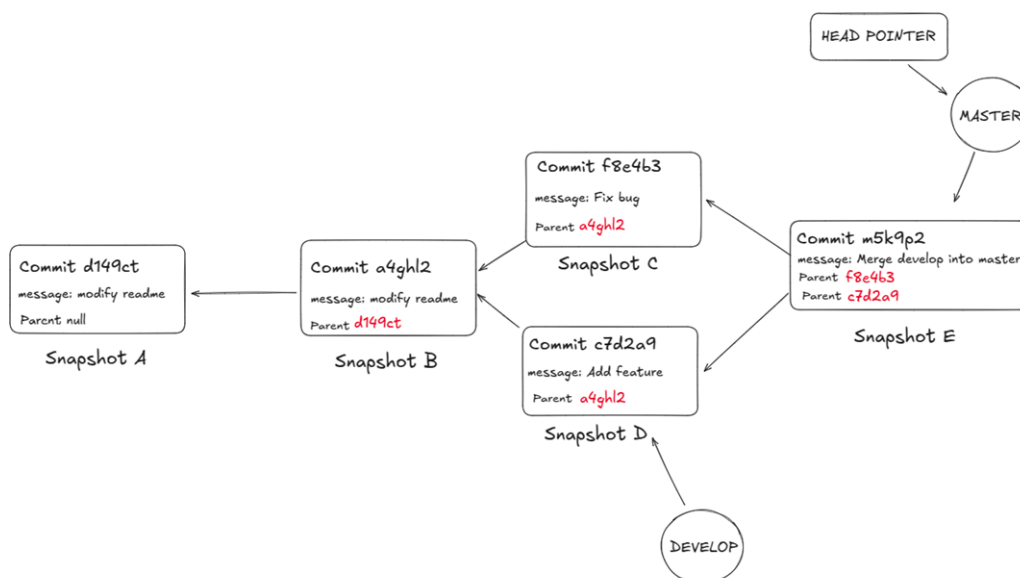 HEAD POINTER
MASTER
Commit f8e4b3
message: Fix bug
Parent a4ghl2
Snapshot C
Commit m5k9p2
message: Merge develop into master
Parent f8e4b3
Parent c7d2a9
Snapshot E
Commit d149ct
message: modify readme
Parent null
Snapshot A
Commit a4ghl2
message: modify readme
Parent d149ct
Snapshot B
Commit c7d2a9
message: Add feature
Parent a4ghl2
Snapshot D
DEVELOP